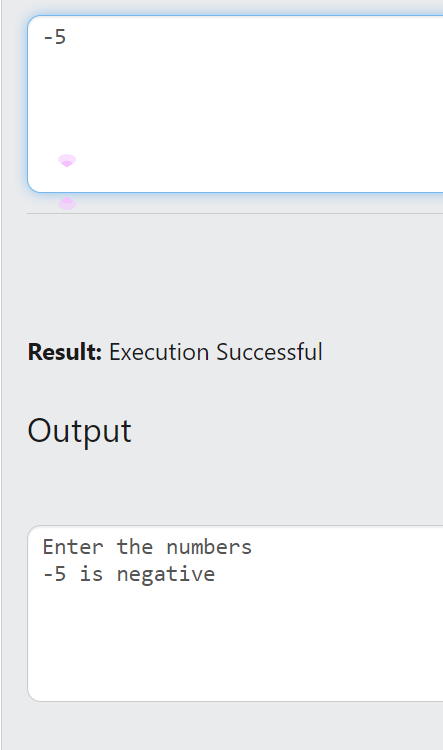 -5
Result: Execution Successful
Output
Enter the numbers
-5 is negative